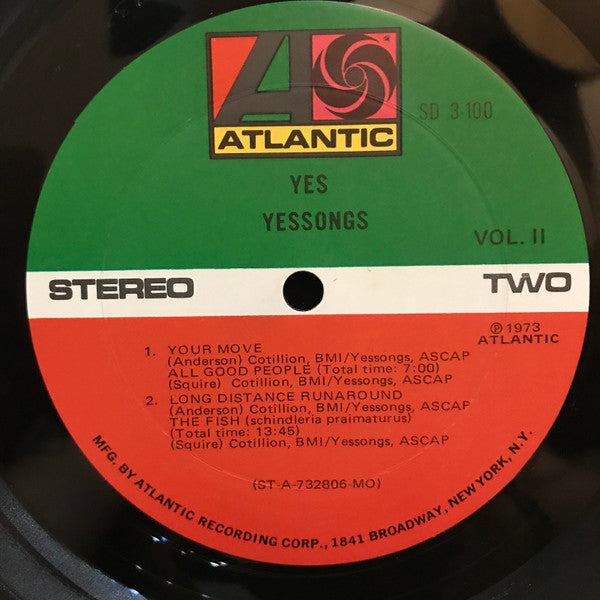 ATLANTIC
SD 3-100
YES
YESSONGS
VOL. II
STEREO
TWO
℗ 1973
ATLANTIC
1. YOUR MOVE
(Anderson) Cotillion, BMI/Yessongs, ASCAP
ALL GOOD PEOPLE (Total time: 7:00)
(Squire) Cotillion, BMI/Yessongs, ASCAP
2. LONG DISTANCE RUNAROUND
(Anderson) Cotillion, BMI/Yessongs, ASCAP
THE FISH (schindleria praimaturus)
(Total time: 13:45)
(Squire) Cotillion, BMI/Yessongs, ASCAP
(ST-A-732806-MO)
MFG. BY ATLANTIC RECORDING CORP., 1841 BROADWAY, NEW YORK, N.Y.